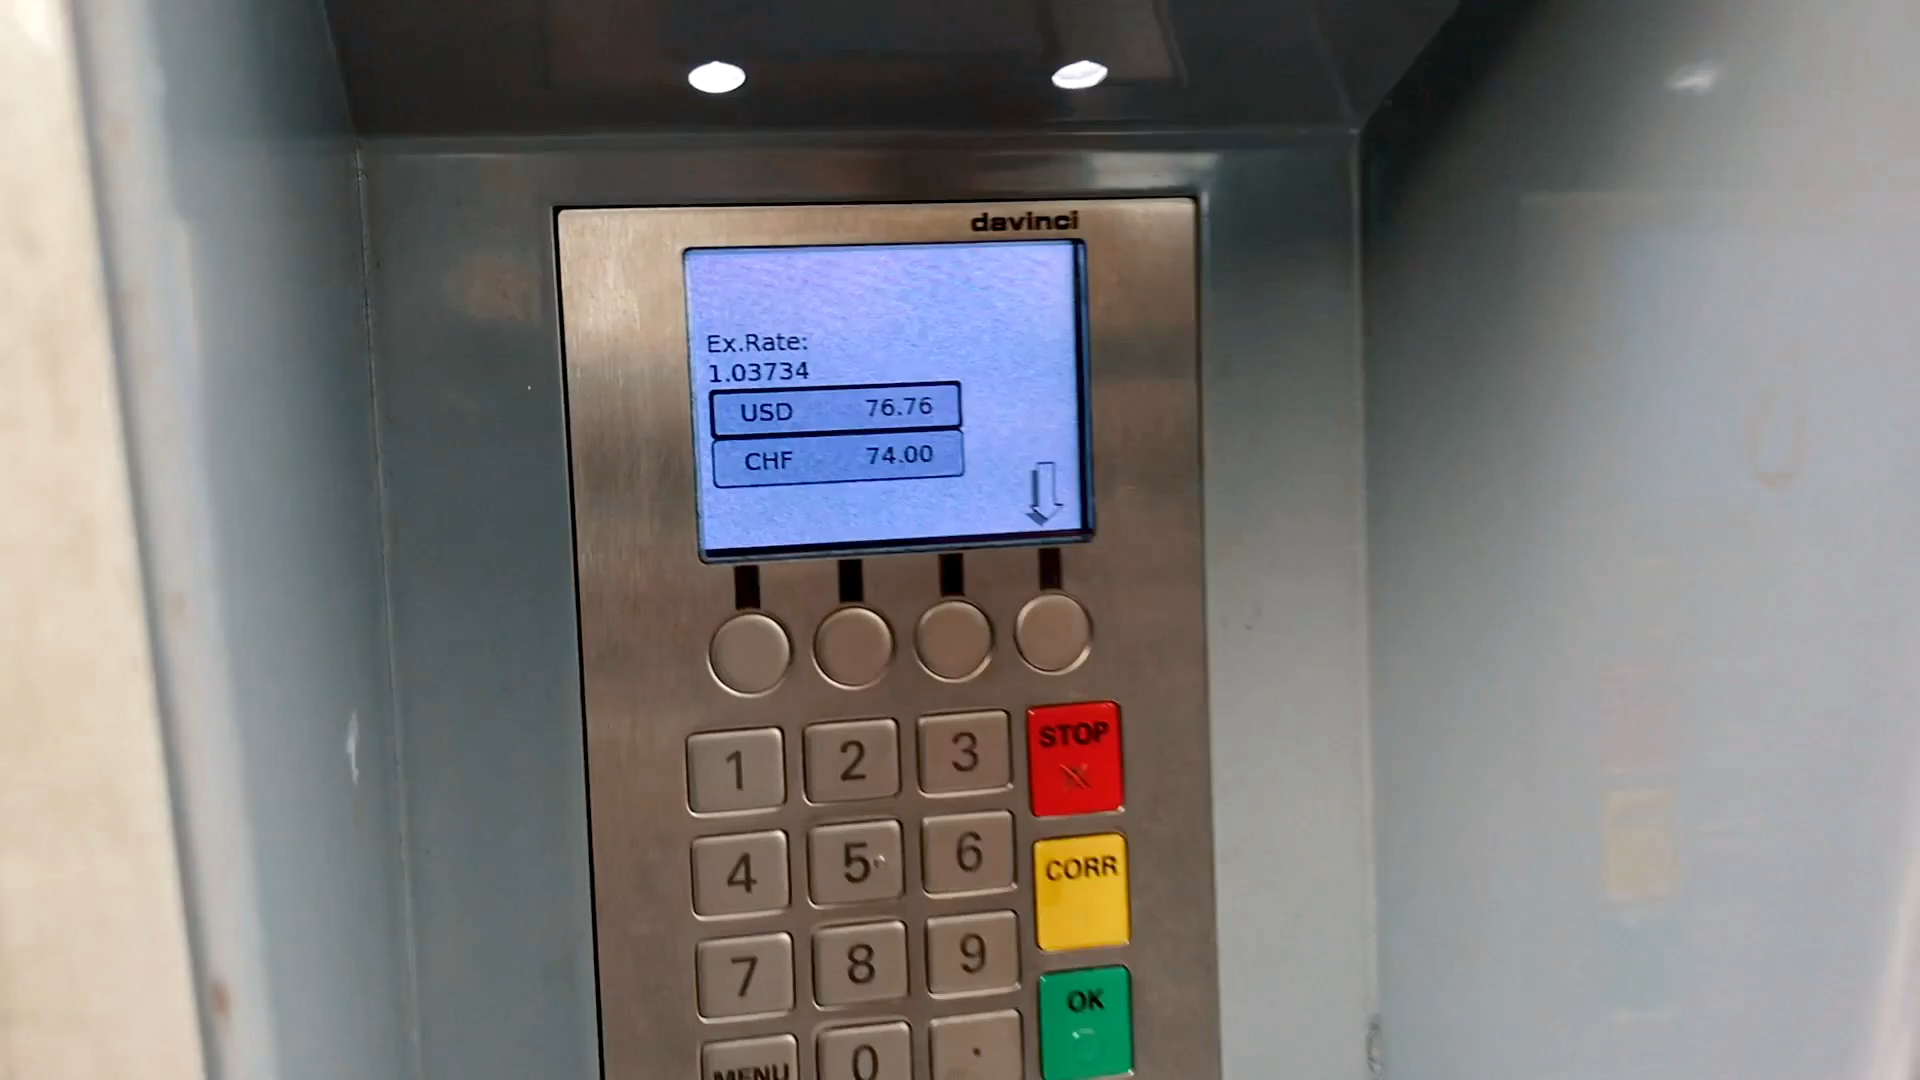 davinci
Ex.Rate:
1.03734
USD 76.76
CHF 74.00
1 2 3 STOP
4 5 6 CORR
7 8 9 OK
MENU 0 .